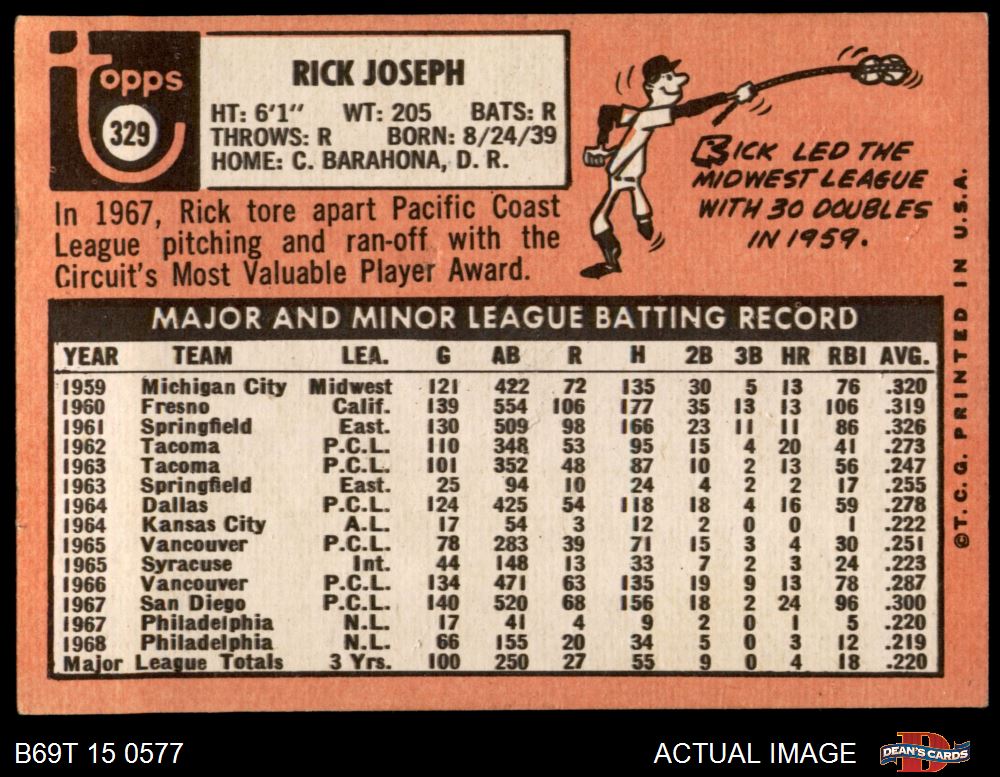 topps
329
RICK JOSEPH
HT: 6'1" WT: 205 BATS: R
THROWS: R BORN: 8/24/39
HOME: C. BARAHONA, D. R.
RICK LED THE
MIDWEST LEAGUE
WITH 30 DOUBLES
IN 1959.
In 1967, Rick tore apart Pacific Coast
League pitching and ran-off with the
Circuit's Most Valuable Player Award.
MAJOR AND MINOR LEAGUE BATTING RECORD
YEAR TEAM LEA. G AB R H 2B 3B HR RBI AVG.
1959 Michigan City Midwest 121 422 72 135 30 5 13 76 .320
1960 Fresno Calif. 139 554 106 177 35 13 13 106 .319
1961 Springfield East. 130 509 98 166 23 11 11 86 .326
1962 Tacoma P.C.L. 110 348 53 95 15 4 20 41 .273
1963 Tacoma P.C.L. 101 352 48 87 10 2 13 56 .247
1963 Springfield East. 25 94 10 24 4 2 2 17 .255
1964 Dallas P.C.L. 124 425 54 118 18 4 16 59 .278
1964 Kansas City A.L. 17 54 3 12 2 0 0 1 .222
1965 Vancouver P.C.L. 78 283 39 71 15 3 4 30 .251
1965 Syracuse Int. 44 148 13 33 7 2 3 24 .223
1966 Vancouver P.C.L. 134 471 63 135 19 9 13 78 .287
1967 San Diego P.C.L. 140 520 68 156 18 2 24 96 .300
1967 Philadelphia N.L. 17 41 4 9 2 0 1 5 .220
1968 Philadelphia N.L. 66 155 20 34 5 0 3 12 .219
Major League Totals 3 Yrs. 100 250 27 55 9 0 4 18 .220
©T. C. G. PRINTED IN U.S.A.
B69T 15 0577
ACTUAL IMAGE
DEAN'S CARDS